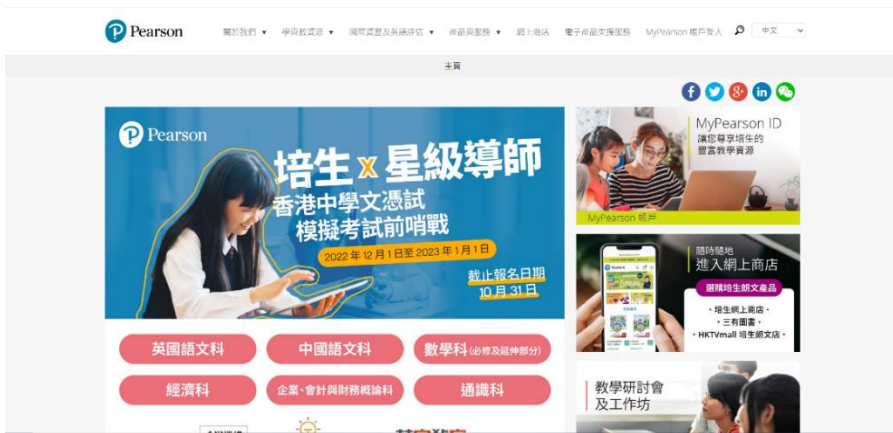 Pearson
關於我們
學與教資源
國際資歷及英語評估
產品與服務
網上商店
電子產品支援服務
MyPearson 帳戶登入
中文
主頁
Pearson
培生 x 星級導師
香港中學文憑試
模擬考試前哨戰
2022 年 12 月 1 日至 2023 年 1 月 1 日
截止報名日期
10 月 31 日
英國語文科
中國語文科
數學科 (必修及延伸部分)
經濟科
企業、會計與財務概論科
通識科
MyPearson ID
讓您尊享培生的
豐富教學資源
MyPearson 帳戶
隨時隨地
進入網上商店
選購培生朗文產品
・培生網上商店・
・三有圖書・
・HKTVmall 培生朗文店・
教學研討會
及工作坊